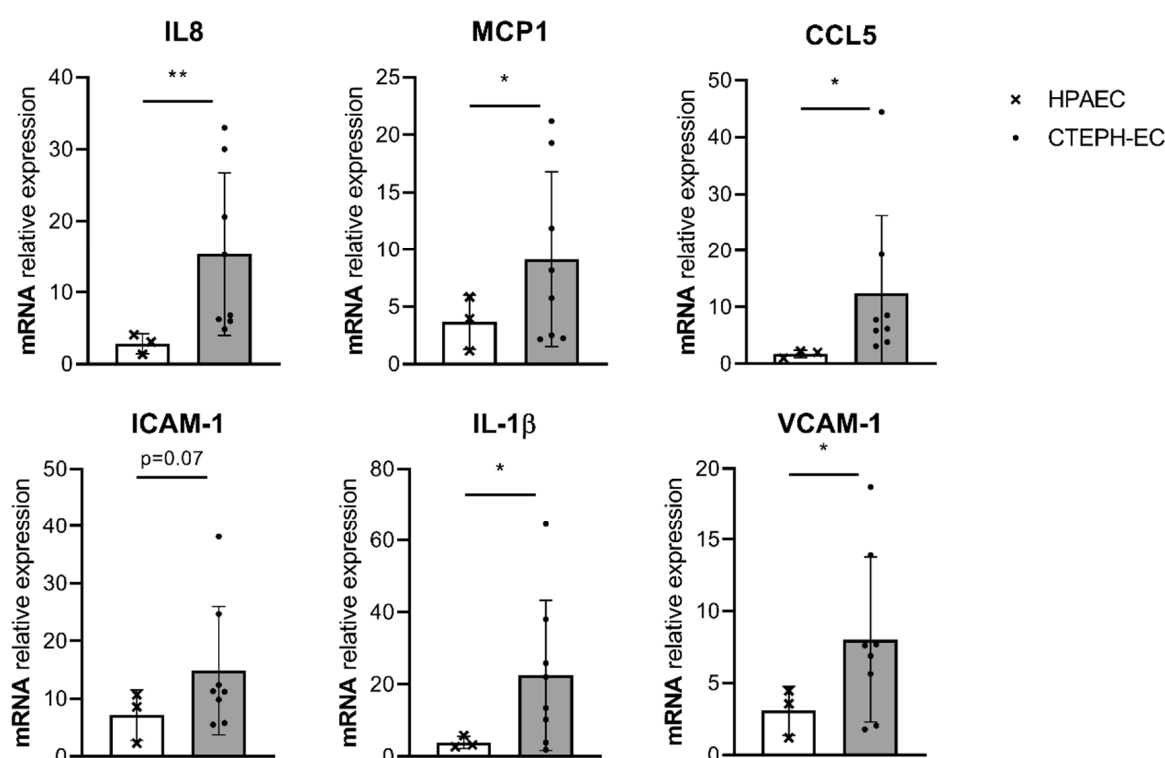 IL8
MCP1
CCL5
mRNA relative expression
40
30
20
10
0
**
mRNA relative expression
25
20
15
10
5
0
*
mRNA relative expression
50
40
30
20
10
0
*
× HPAEC
• CTEPH-EC
ICAM-1
IL-1β
VCAM-1
mRNA relative expression
50
40
30
20
10
0
p=0.07
mRNA relative expression
80
60
40
20
0
*
mRNA relative expression
20
15
10
5
0
*